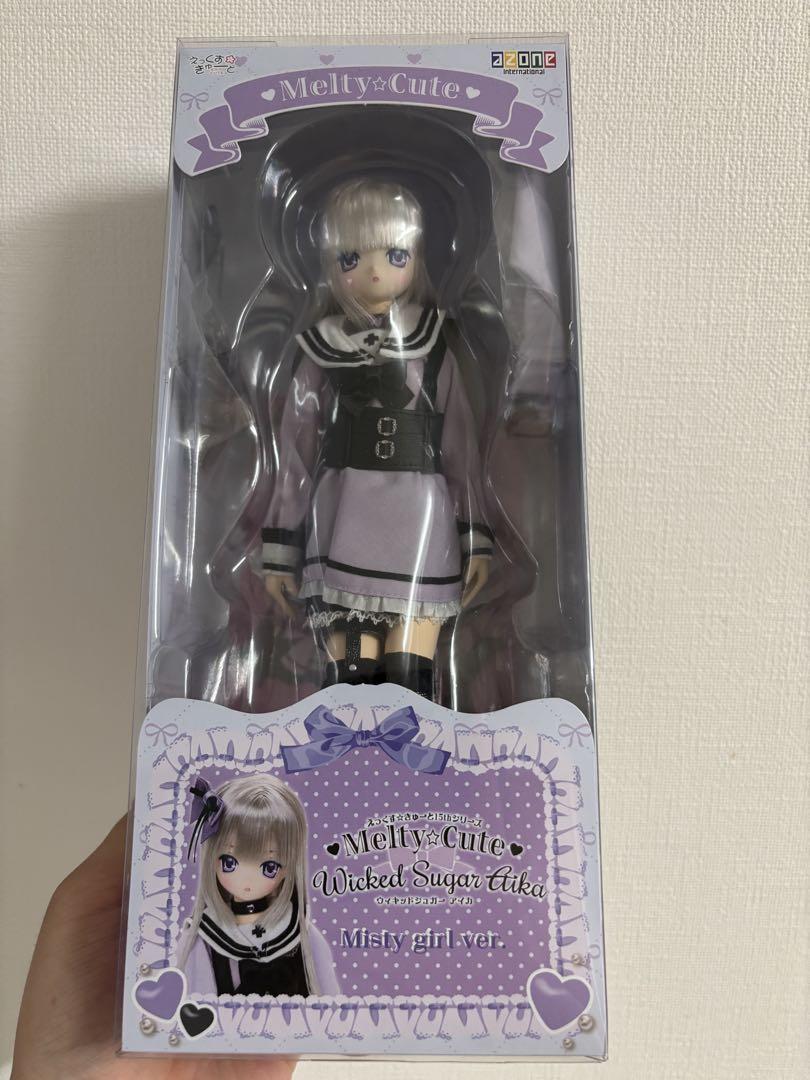 えっくす☆
きゅーと
azone
International
Melty☆Cute
えっくす☆きゅーと15thシリーズ
Melty☆Cute
Wicked Sugar Aika
ウィキッドシュガー アイカ
Misty girl ver.